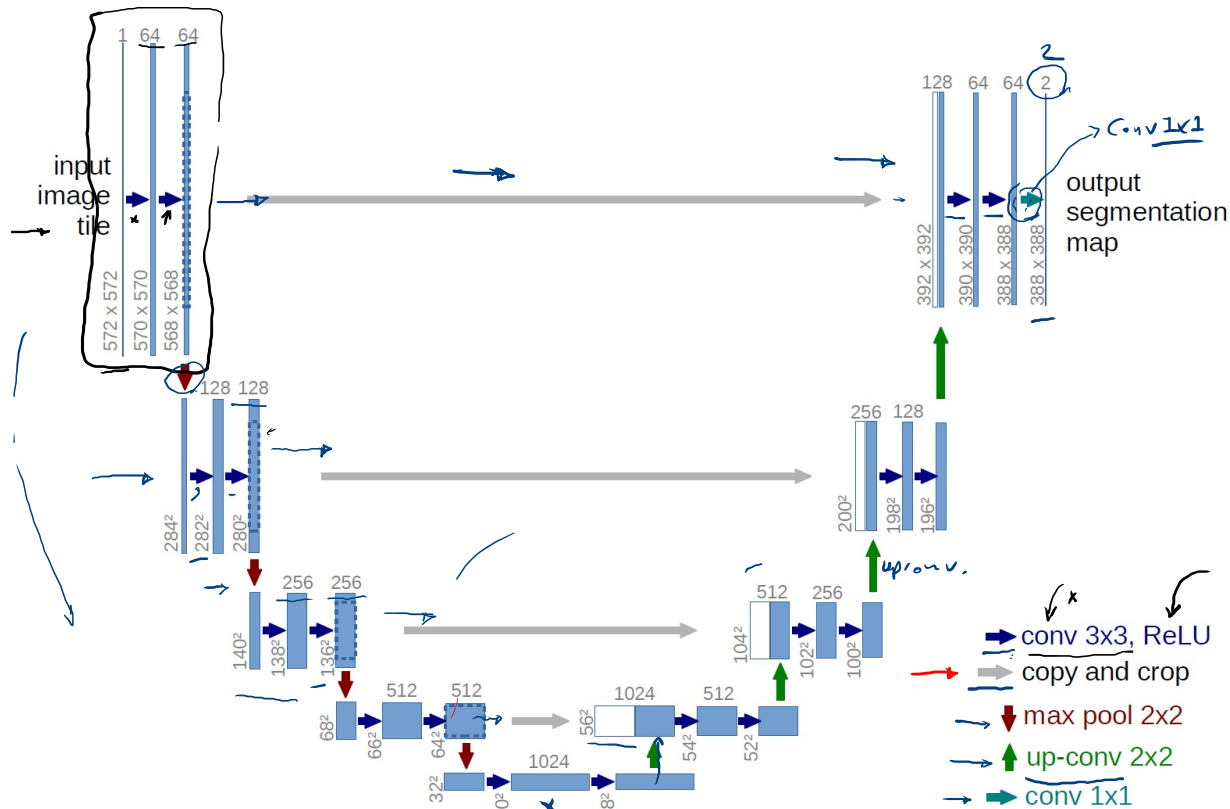 1 64 64
input
image
tile
572 x 572
570 x 570
568 x 568
128 128
284²
282²
280²
256 256
140²
138²
136²
512 512
68²
66²
64²
1024
32²
0²
8²
1024 512
56²
54²
52²
512 256
104²
102²
100²
upconv.
256 128
200²
198²
196²
2
128 64 64 2
Conv 1x1
392 x 392
390 x 390
388 x 388
388 x 388
output
segmentation
map
x
conv 3x3, ReLU
copy and crop
max pool 2x2
up-conv 2x2
conv 1x1